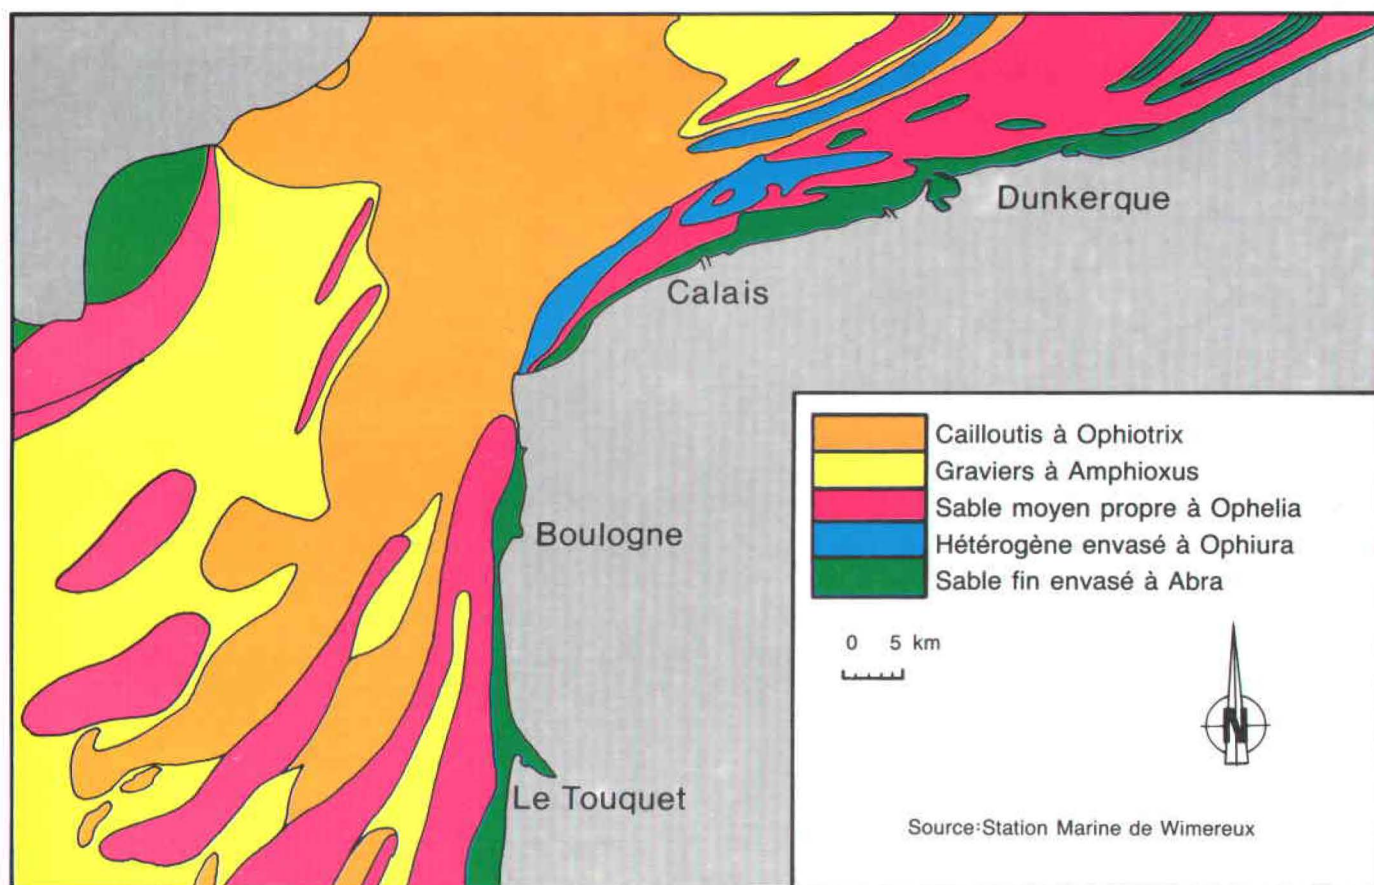 Dunkerque
Calais
Boulogne
Le Touquet
Cailloutis à Ophiotrix
Graviers à Amphioxus
Sable moyen propre à Ophelia
Hétérogène envasé à Ophiura
Sable fin envasé à Abra
0 5 km
N
Source:Station Marine de Wimereux